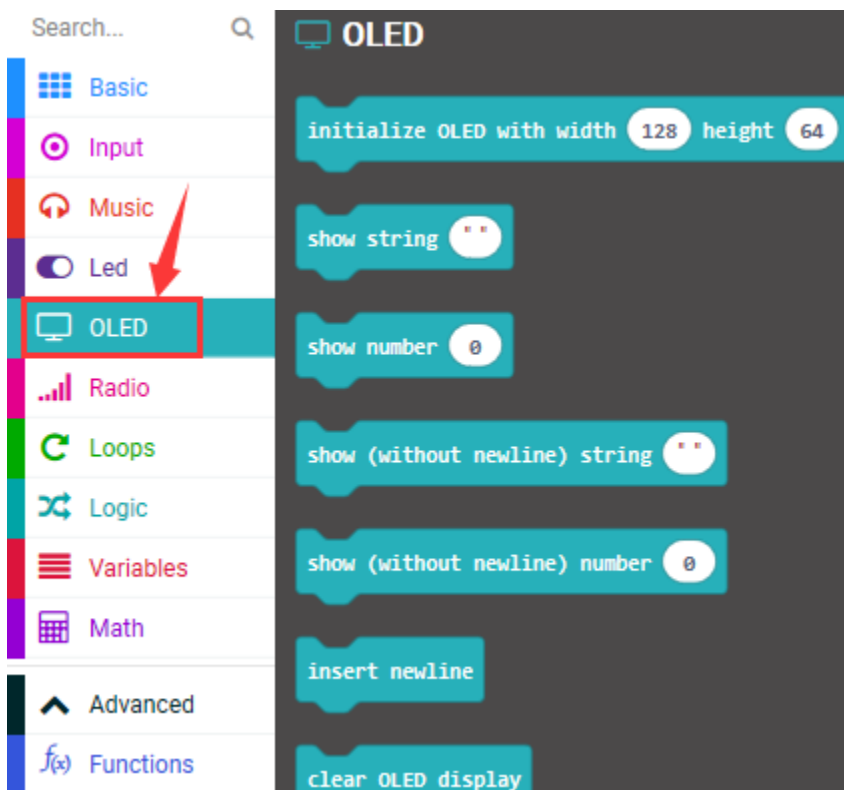 Search...
Basic
Input
Music
Led
OLED
Radio
Loops
Logic
Variables
Math
Advanced
f(x) Functions
OLED
initialize OLED with width 128 height 64
show string " "
show number 0
show (without newline) string " "
show (without newline) number 0
insert newline
clear OLED display